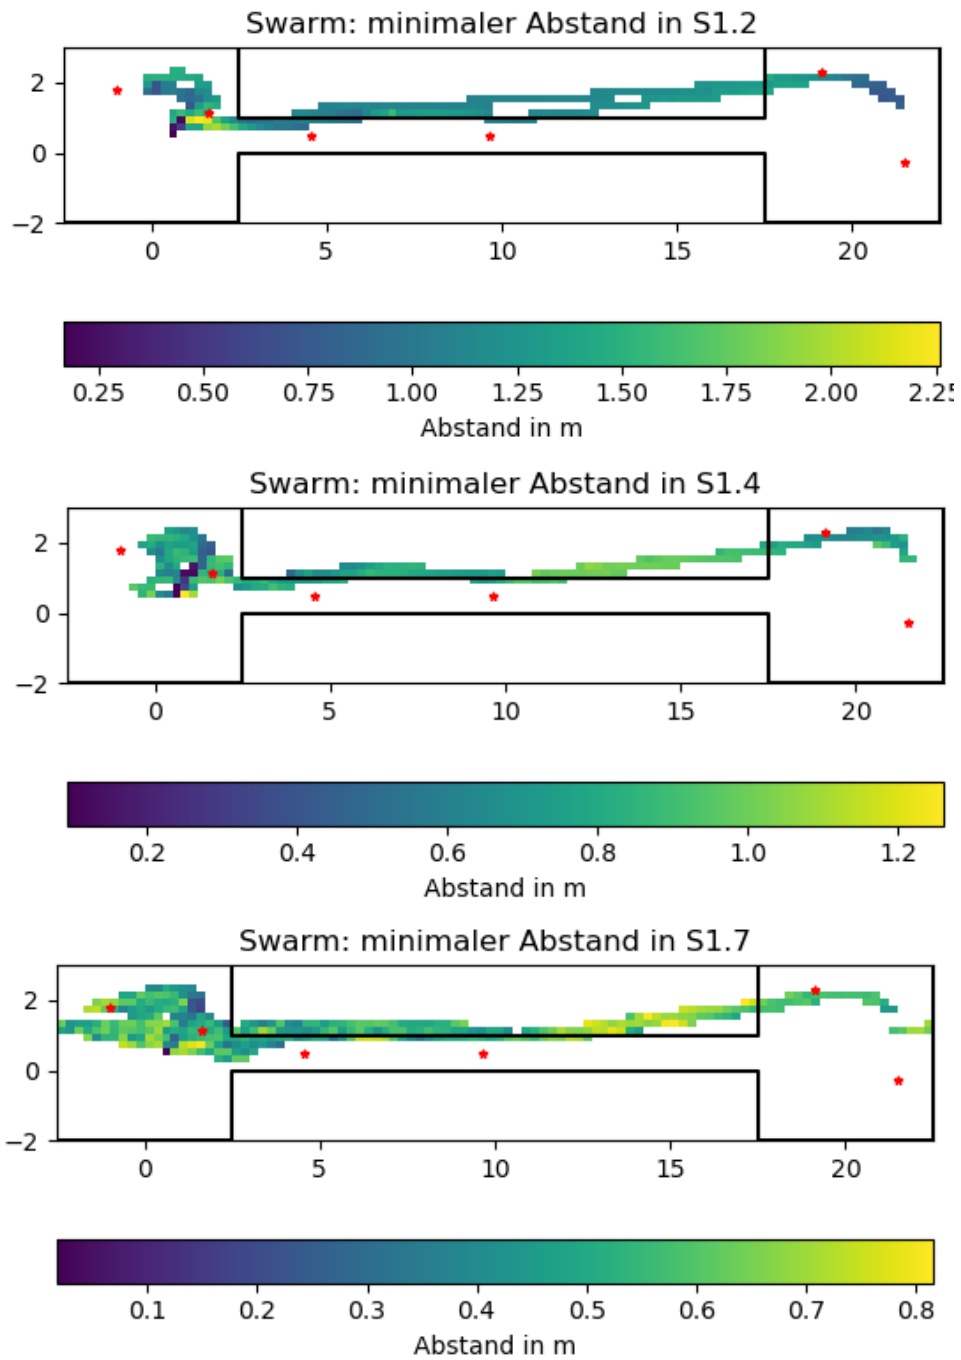 Swarm: minimaler Abstand in S1.2
2
0
−2
0 5 10 15 20
0.25 0.50 0.75 1.00 1.25 1.50 1.75 2.00 2.25
Abstand in m
Swarm: minimaler Abstand in S1.4
2
0
−2
0 5 10 15 20
0.2 0.4 0.6 0.8 1.0 1.2
Abstand in m
Swarm: minimaler Abstand in S1.7
2
0
−2
0 5 10 15 20
0.1 0.2 0.3 0.4 0.5 0.6 0.7 0.8
Abstand in m